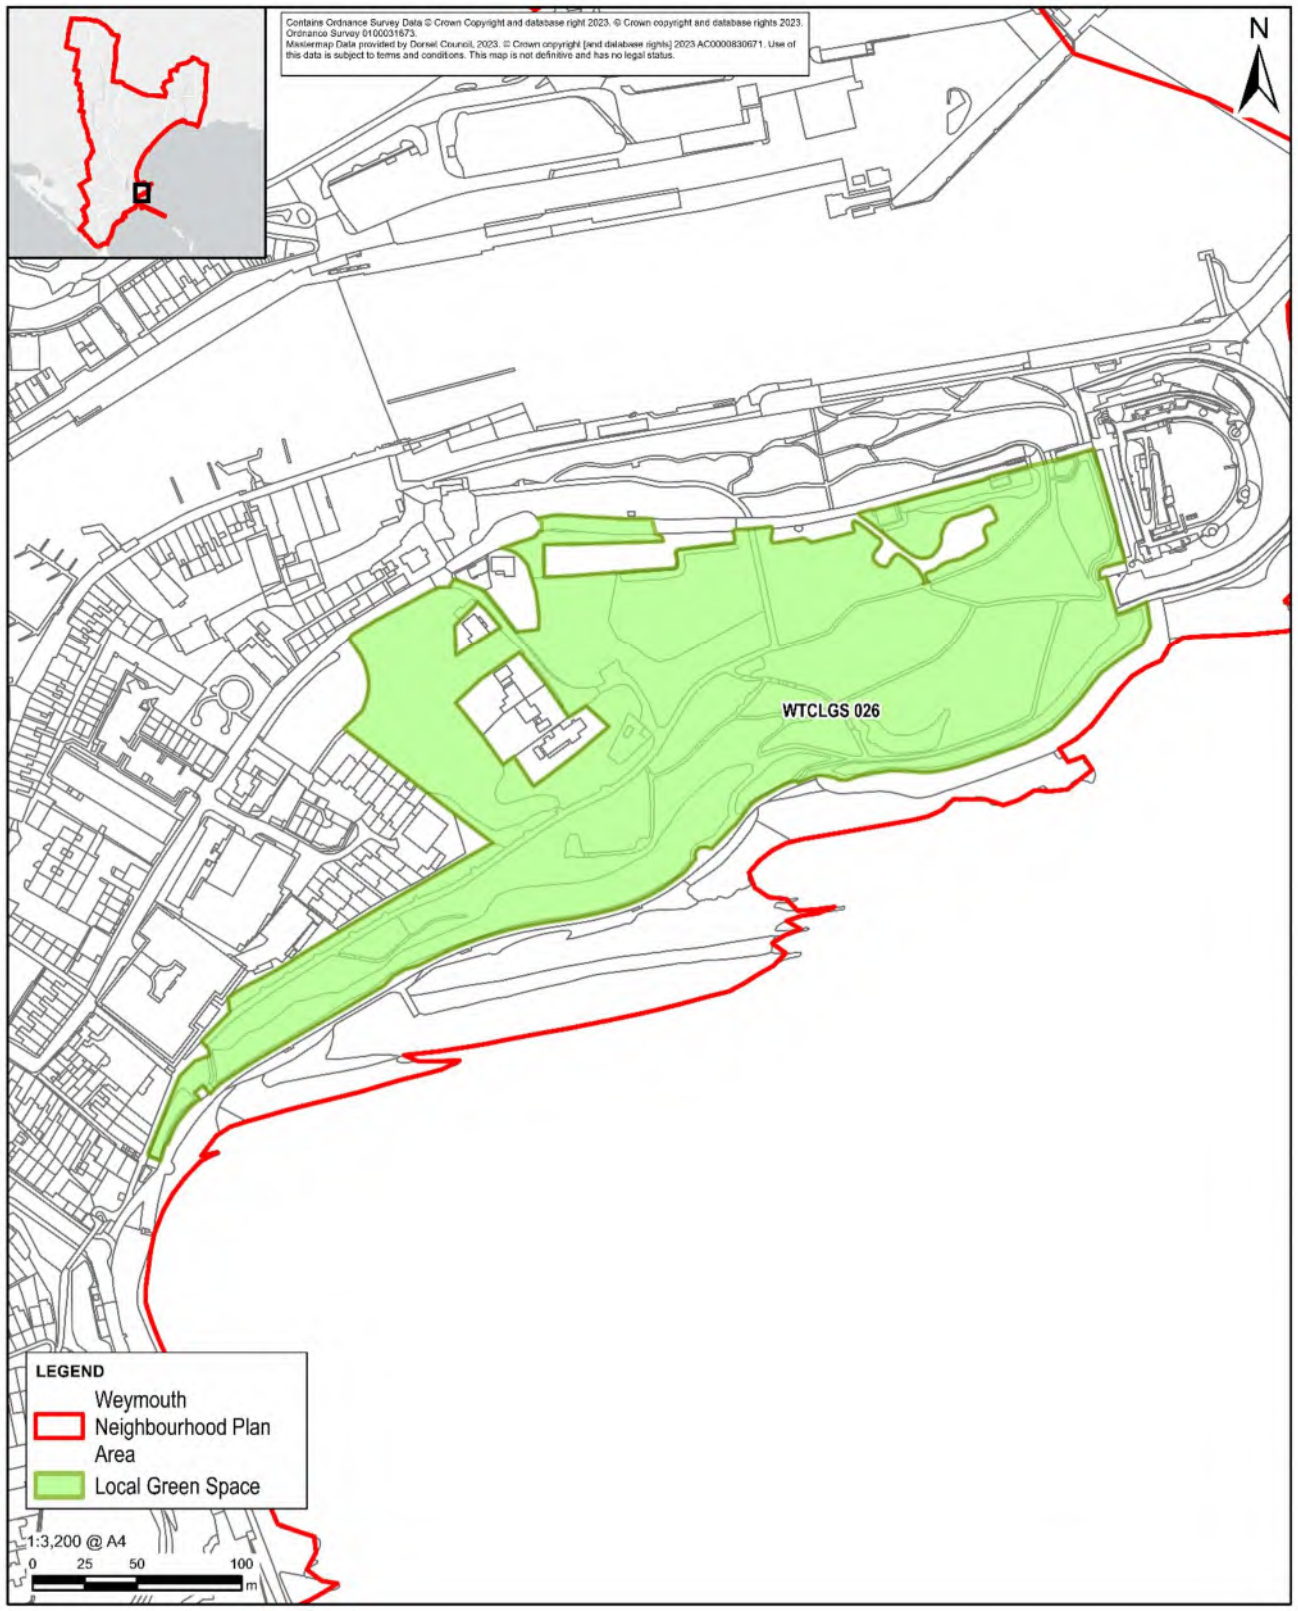 Contains Ordnance Survey Data © Crown Copyright and database right 2023. © Crown copyright and database rights 2023.
Ordnance Survey 0100031673.
Mastermap Data provided by Dorset Council, 2023. © Crown copyright [and database rights] 2023 AC0000830671. Use of
this data is subject to terms and conditions. This map is not definitive and has no legal status.
N
WTCLGS 026
LEGEND
Weymouth
Neighbourhood Plan
Area
Local Green Space
1:3,200 @ A4
0 25 50 100
m